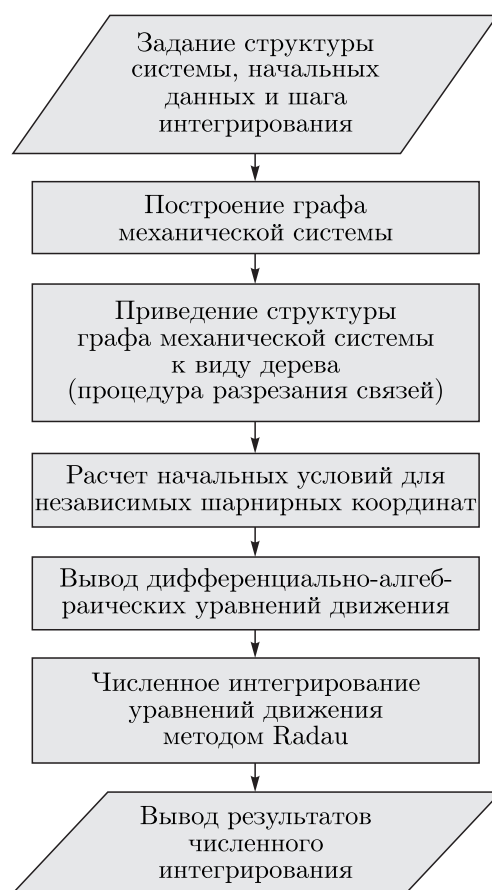 Задание структуры
системы, начальных
данных и шага
интегрирования
Построение графа
механической системы
Приведение структуры
графа механической системы
к виду дерева
(процедура разрезания связей)
Расчет начальных условий для
независимых шарнирных координат
Вывод дифференциально-алгеб-
раических уравнений движения
Численное интегрирование
уравнений движения
методом Radau
Вывод результатов
численного
интегрирования